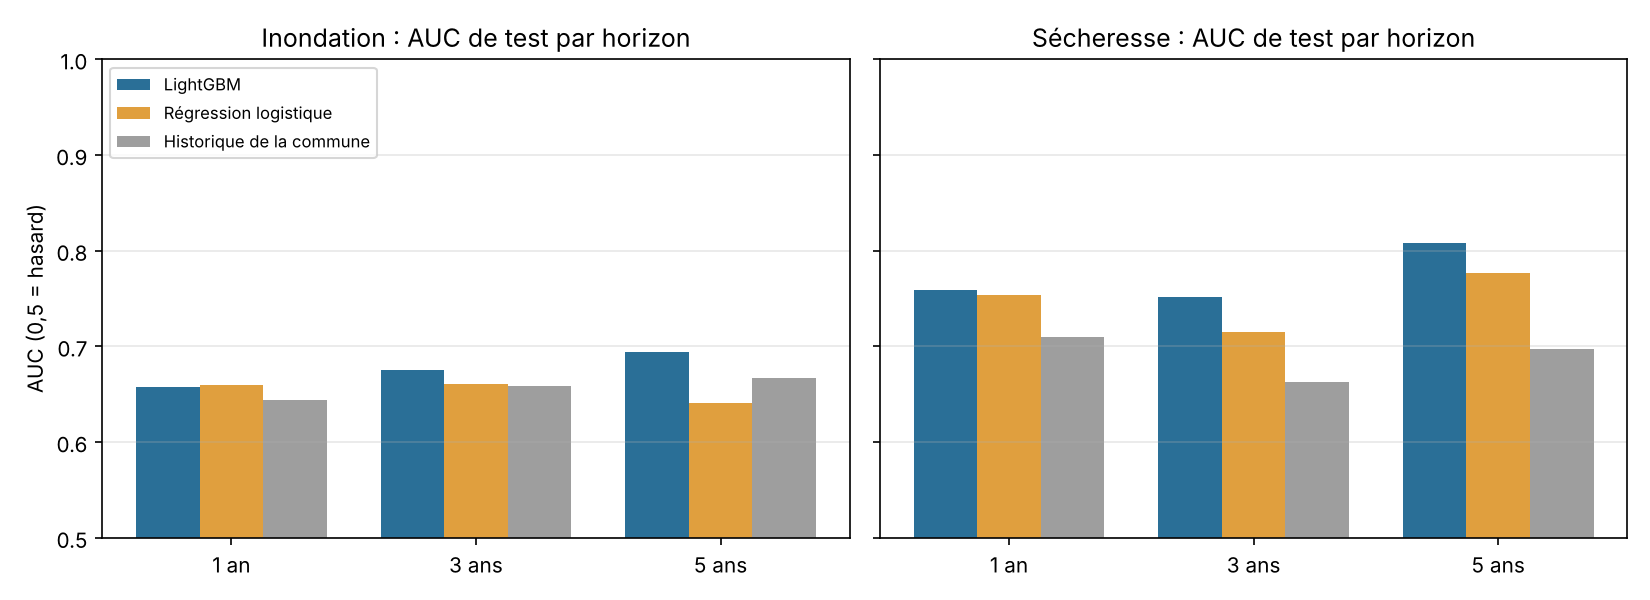 Inondation : AUC de test par horizon
1.0
0.9
0.8
0.7
0.6
0.5
AUC (0,5 = hasard)
LightGBM
Régression logistique
Historique de la commune
1 an
3 ans
5 ans
Sécheresse : AUC de test par horizon
1 an
3 ans
5 ans